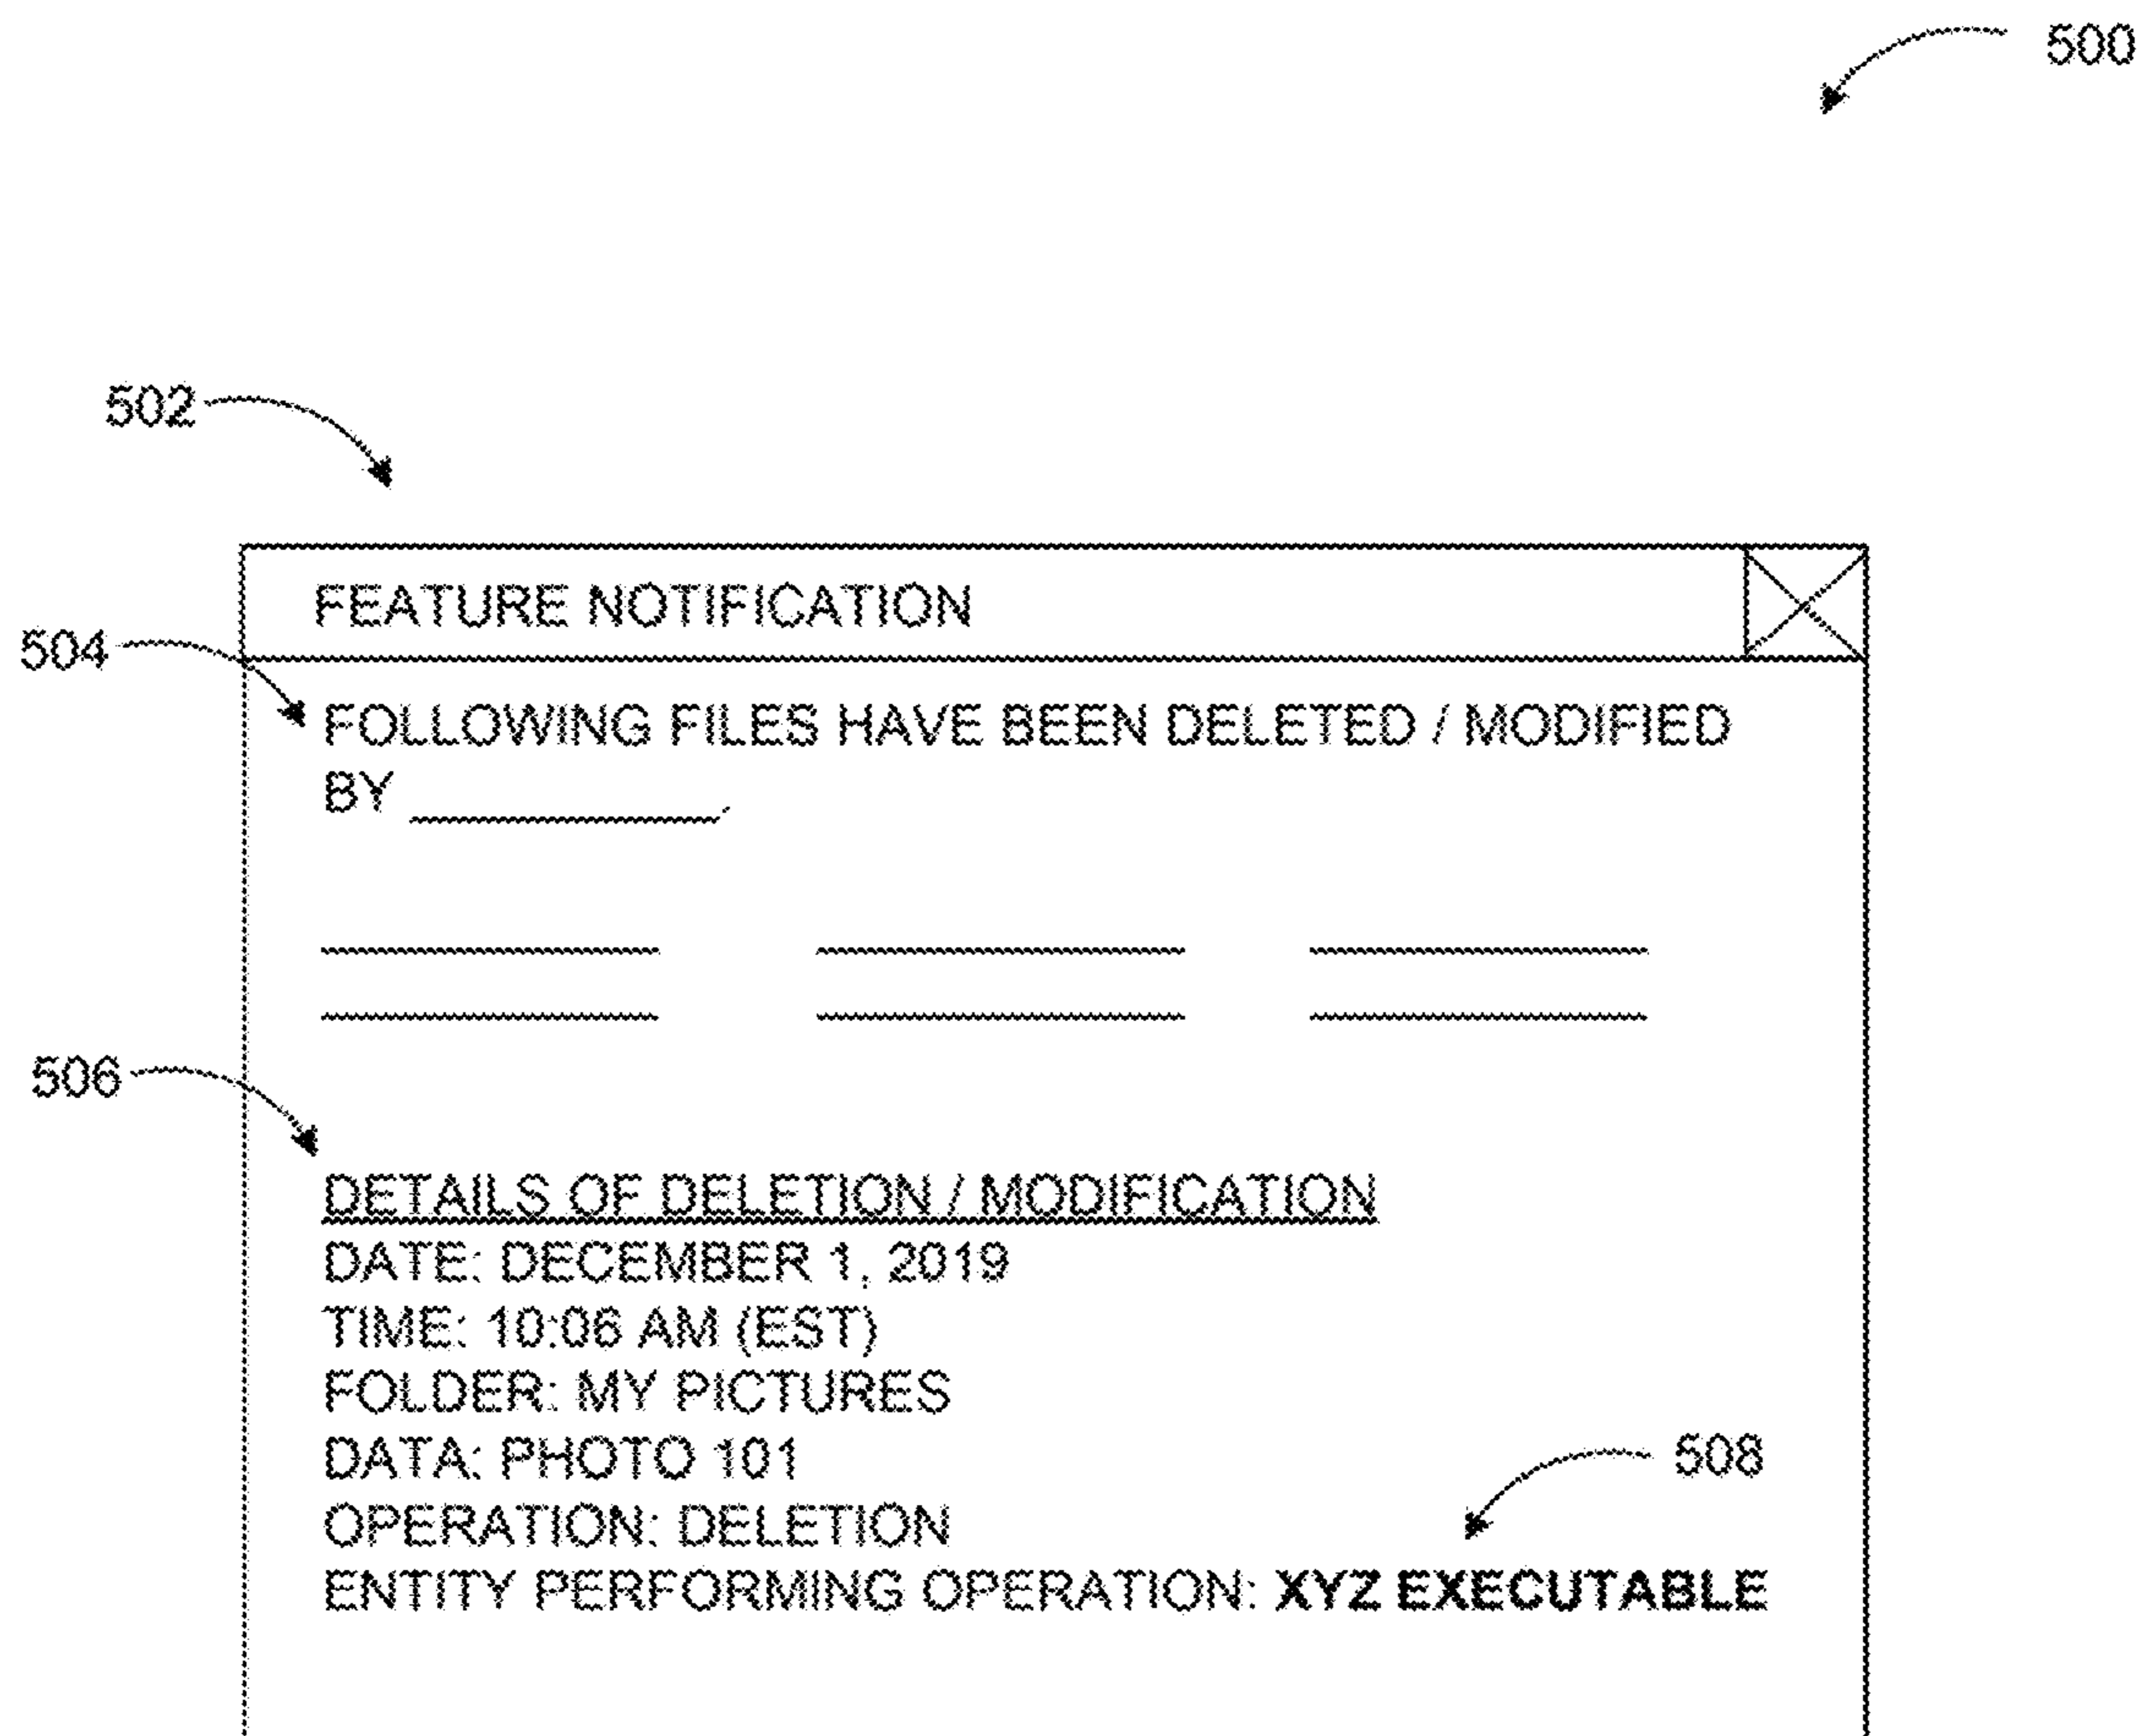 500
502
FEATURE NOTIFICATION
504
FOLLOWING FILES HAVE BEEN DELETED / MODIFIED
BY ____________.
506
DETAILS OF DELETION / MODIFICATION
DATE: DECEMBER 1, 2019
TIME: 10:06 AM (EST)
FOLDER: MY PICTURES
DATA: PHOTO 101
508
OPERATION: DELETION
ENTITY PERFORMING OPERATION: XYZ EXECUTABLE